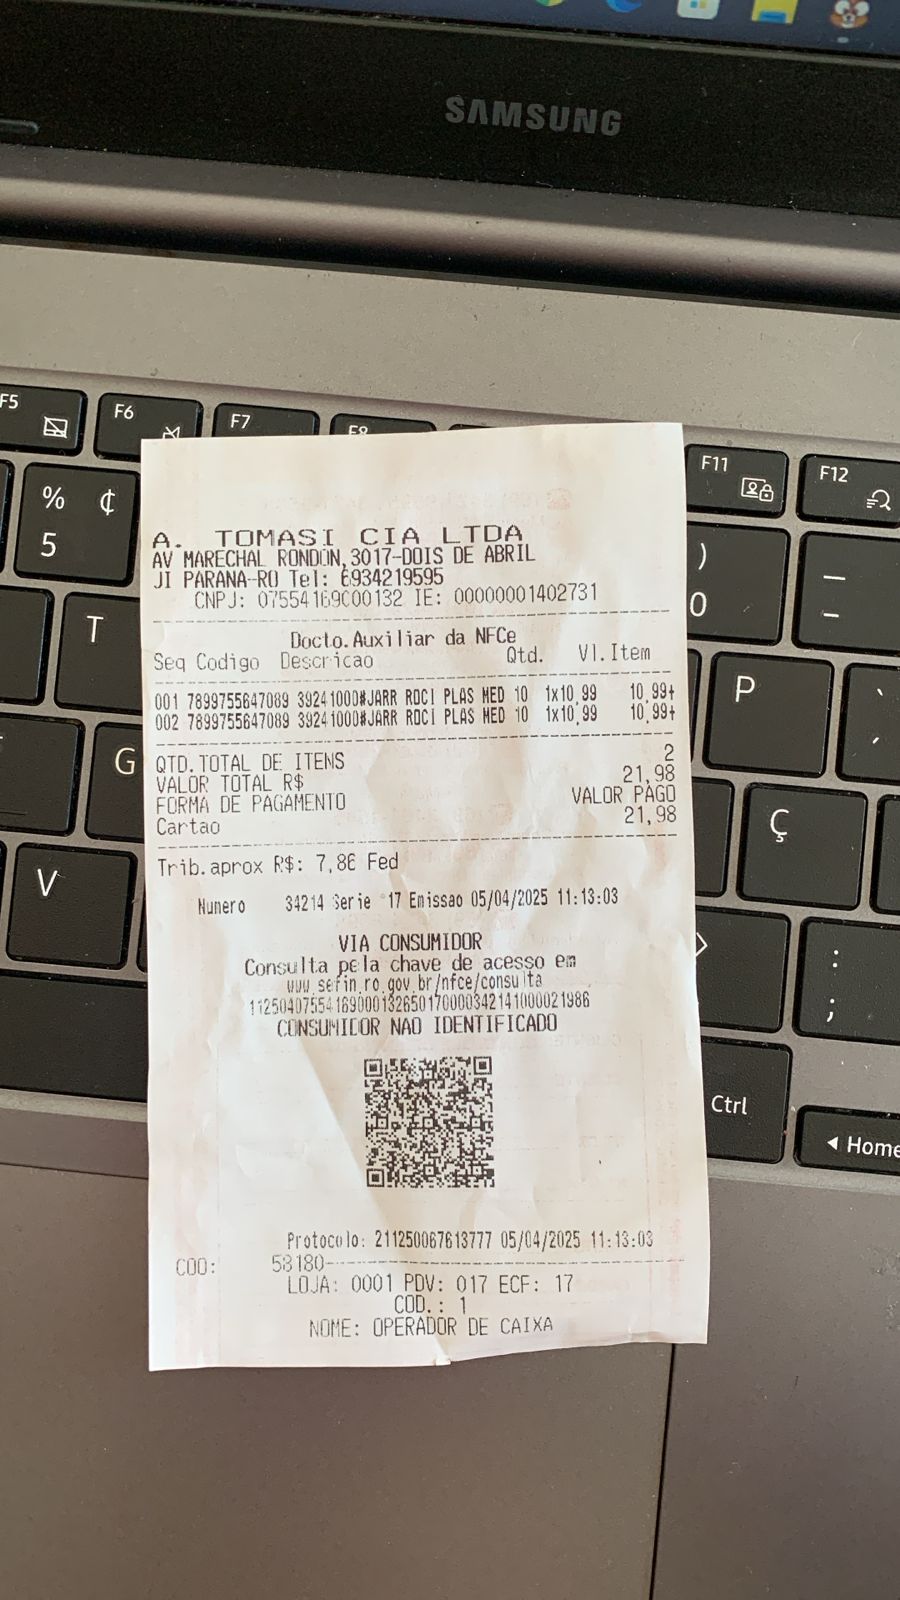 SAMSUNG
F5
F6
F7
F8
F11
F12
% ¢
5
)
0
_
-
T
P
`
´
G
Ç
V
:
;
Ctrl
◄ Home
A. TOMASI CIA LTDA
AV MARECHAL RONDON,3017-DOIS DE ABRIL
JI PARANA-RO Tel: 6934219595
CNPJ: 07554169000132 IE: 00000001402731
Docto.Auxiliar da NFCe
Seq Codigo Descricao Qtd. Vl.Item
001 7899755647089 39241000#JARR ROCI PLAS MED 10 1x10,99 10,99+
002 7899755647089 39241000#JARR ROCI PLAS MED 10 1x10,99 10,99+
QTD.TOTAL DE ITENS 2
VALOR TOTAL R$ 21,98
FORMA DE PAGAMENTO VALOR PAGO
Cartao 21,98
Trib.aprox R$: 7,86 Fed
Numero 34214 Serie 17 Emissao 05/04/2025 11:13:03
VIA CONSUMIDOR
Consulta pela chave de acesso em
www.sefin.ro.gov.br/nfce/consulta
11250407554169000132650170000342141000021986
CONSUMIDOR NAO IDENTIFICADO
Protocolo: 211250067613777 05/04/2025 11:13:03
COO: 58180
LOJA: 0001 PDV: 017 ECF: 17
COD.: 1
NOME: OPERADOR DE CAIXA